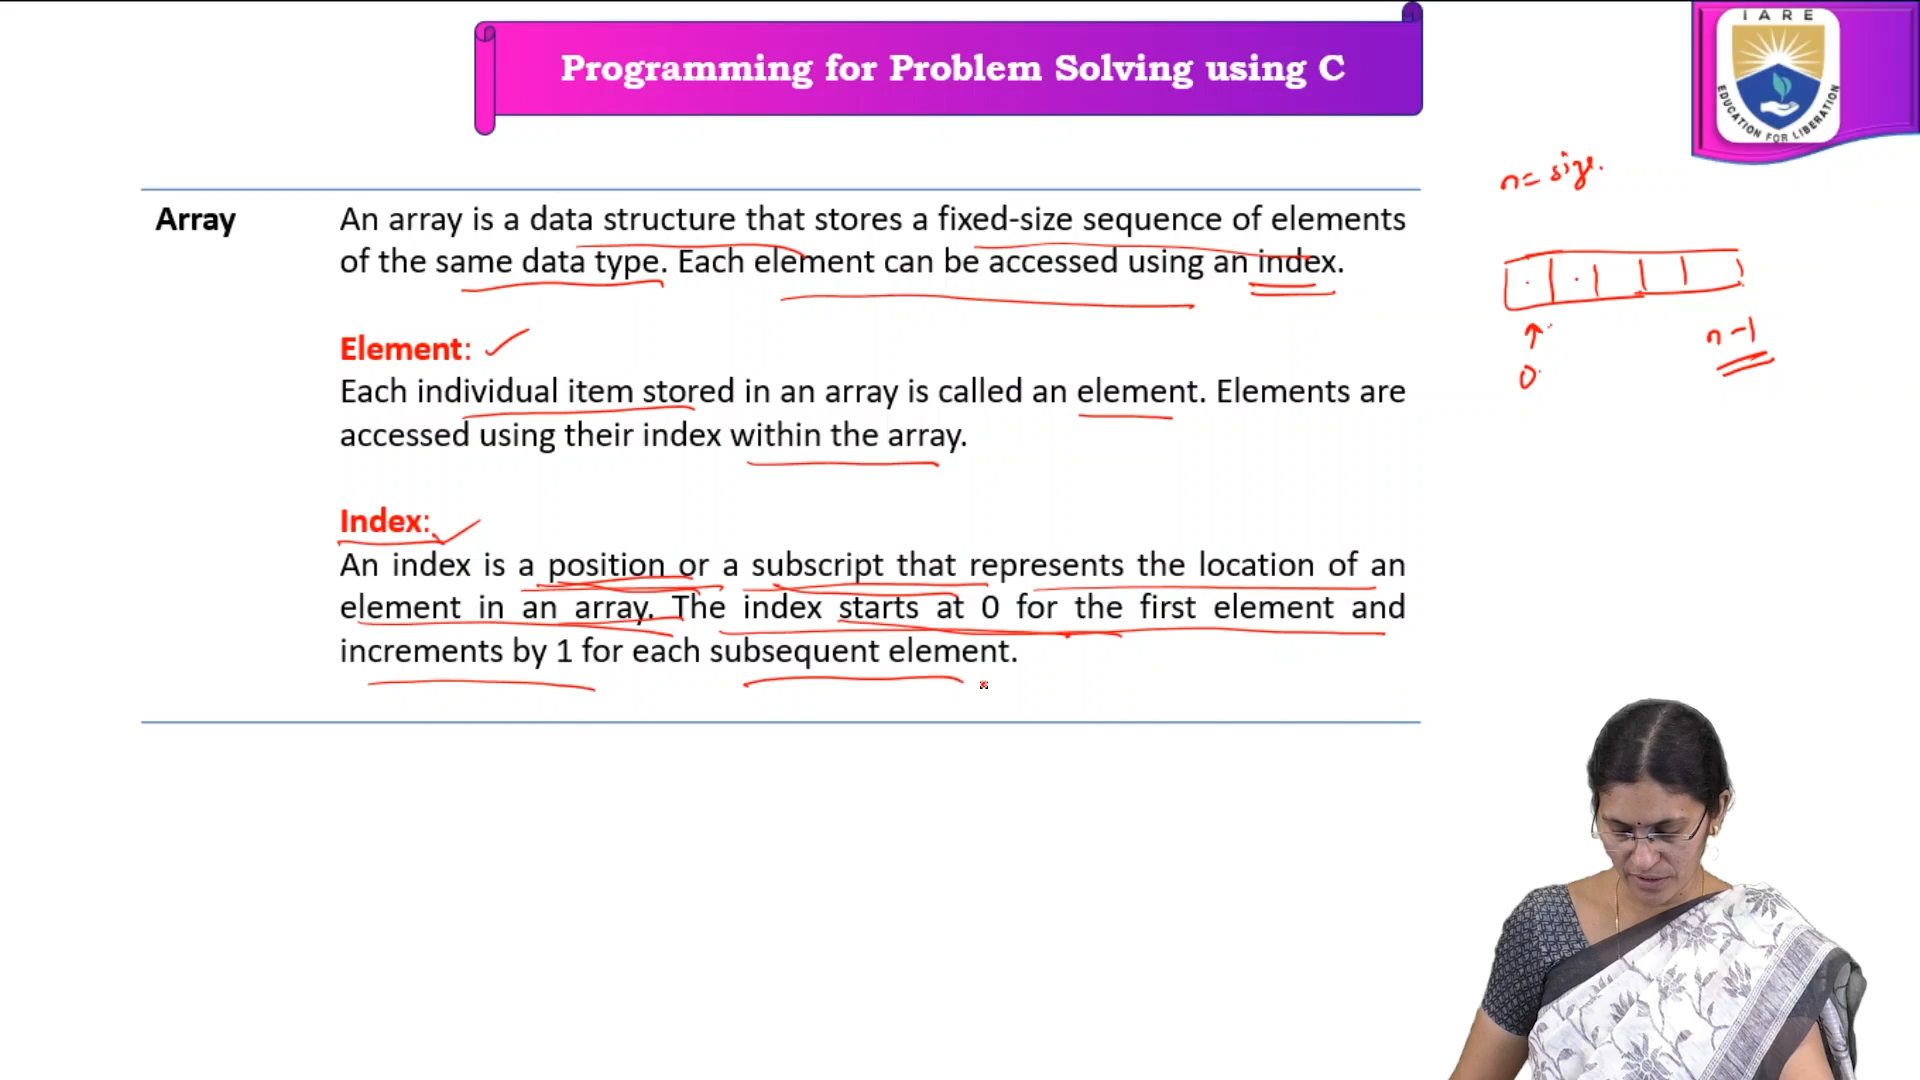 IARE
EDUCATION FOR LIBERATION
Programming for Problem Solving using C
n = size.
Array
An array is a data structure that stores a fixed-size sequence of elements
of the same data type. Each element can be accessed using an index.
Element:
Each individual item stored in an array is called an element. Elements are
accessed using their index within the array.
0
n-1
Index:
An index is a position or a subscript that represents the location of an
element in an array. The index starts at 0 for the first element and
increments by 1 for each subsequent element.